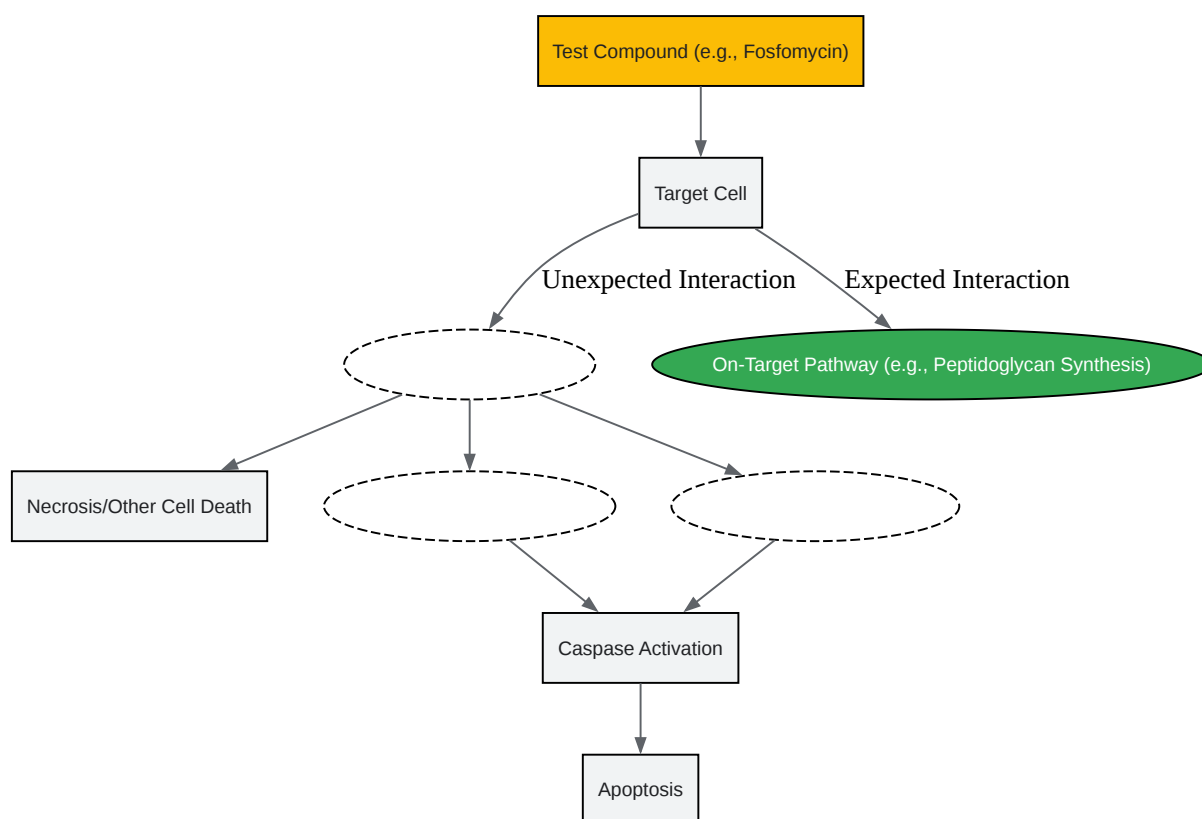 Test Compound (e.g., Fosfomycin)
Target Cell
Unexpected Interaction
Expected Interaction
On-Target Pathway (e.g., Peptidoglycan Synthesis)
Necrosis/Other Cell Death
Caspase Activation
Apoptosis